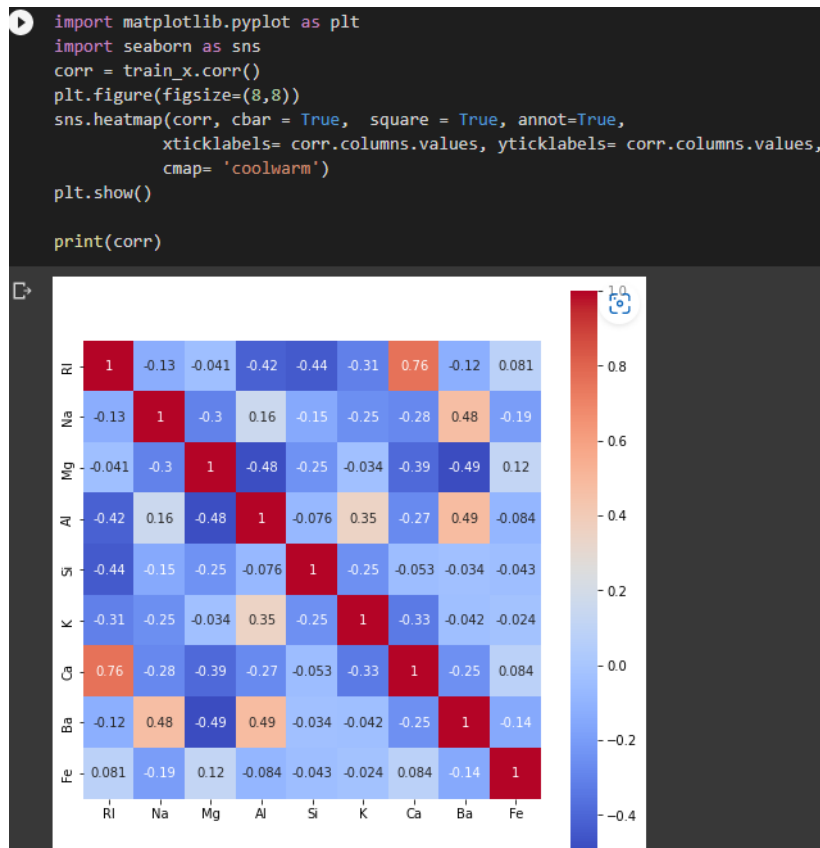 import matplotlib.pyplot as plt
import seaborn as sns
corr = train_x.corr()
plt.figure(figsize=(8,8))
sns.heatmap(corr, cbar = True,  square = True, annot=True,
            xticklabels= corr.columns.values, yticklabels= corr.columns.values,
            cmap= 'coolwarm')
plt.show()
print(corr)
1.0
RI 1 -0.13 -0.041 -0.42 -0.44 -0.31 0.76 -0.12 0.081
0.8
Na -0.13 1 -0.3 0.16 -0.15 -0.25 -0.28 0.48 -0.19
0.6
Mg -0.041 -0.3 1 -0.48 -0.25 -0.034 -0.39 -0.49 0.12
0.4
Al -0.42 0.16 -0.48 1 -0.076 0.35 -0.27 0.49 -0.084
Si -0.44 -0.15 -0.25 -0.076 1 -0.25 -0.053 -0.034 -0.043
0.2
K -0.31 -0.25 -0.034 0.35 -0.25 1 -0.33 -0.042 -0.024
0.0
Ca 0.76 -0.28 -0.39 -0.27 -0.053 -0.33 1 -0.25 0.084
Ba -0.12 0.48 -0.49 0.49 -0.034 -0.042 -0.25 1 -0.14
-0.2
Fe 0.081 -0.19 0.12 -0.084 -0.043 -0.024 0.084 -0.14 1
RI Na Mg Al Si K Ca Ba Fe
-0.4